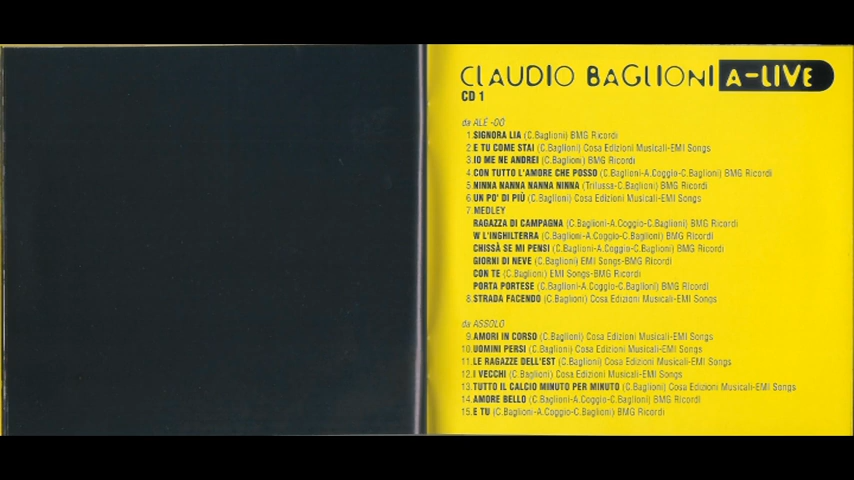 CLAUDIO BAGLIONI A-LIVE
CD 1
da ALE -OO
1.SIGNORA LIA (C.Baglioni) BMG Ricordi
2.E TU COME STAI (C.Baglioni) Cosa Edizioni Musicali-EMI Songs
3.IO ME NE ANDREI (C.Baglioni) BMG Ricordi
4.CON TUTTO L'AMORE CHE POSSO (C.Baglioni-A.Coggio-C.Baglioni) BMG Ricordi
5.NINNA NANNA NANNA NINNA (Trilussa-C.Baglioni) BMG Ricordi
6.UN PO' DI PIÙ (C.Baglioni) Cosa Edizioni Musicali-EMI Songs
7.MEDLEY
RAGAZZA DI CAMPAGNA (C.Baglioni-A.Coggio-C.Baglioni) BMG Ricordi
W L'INGHILTERRA (C.Baglioni-A.Coggio-C.Baglioni) BMG Ricordi
CHISSÀ SE MI PENSI (C.Baglioni-A.Coggio-C.Baglioni) BMG Ricordi
GIORNI DI NEVE (C.Baglioni) EMI Songs-BMG Ricordi
CON TE (C.Baglioni) EMI Songs-BMG Ricordi
PORTA PORTESE (C.Baglioni-A.Coggio-C.Baglioni) BMG Ricordi
8.STRADA FACENDO (C.Baglioni) Cosa Edizioni Musicali-EMI Songs
da ASSOLO
9.AMORI IN CORSO (C.Baglioni) Cosa Edizioni Musicali-EMI Songs
10.UOMINI PERSI (C.Baglioni) Cosa Edizioni Musicali-EMI Songs
11.LE RAGAZZE DELL'EST (C.Baglioni) Cosa Edizioni Musicali-EMI Songs
12.I VECCHI (C.Baglioni) Cosa Edizioni Musicali-EMI Songs
13.TUTTO IL CALCIO MINUTO PER MINUTO (C.Baglioni) Cosa Edizioni Musicali-EMI Songs
14.AMORE BELLO (C.Baglioni-A.Coggio-C.Baglioni) BMG Ricordi
15.E TU (C.Baglioni-A.Coggio-C.Baglioni) BMG Ricordi